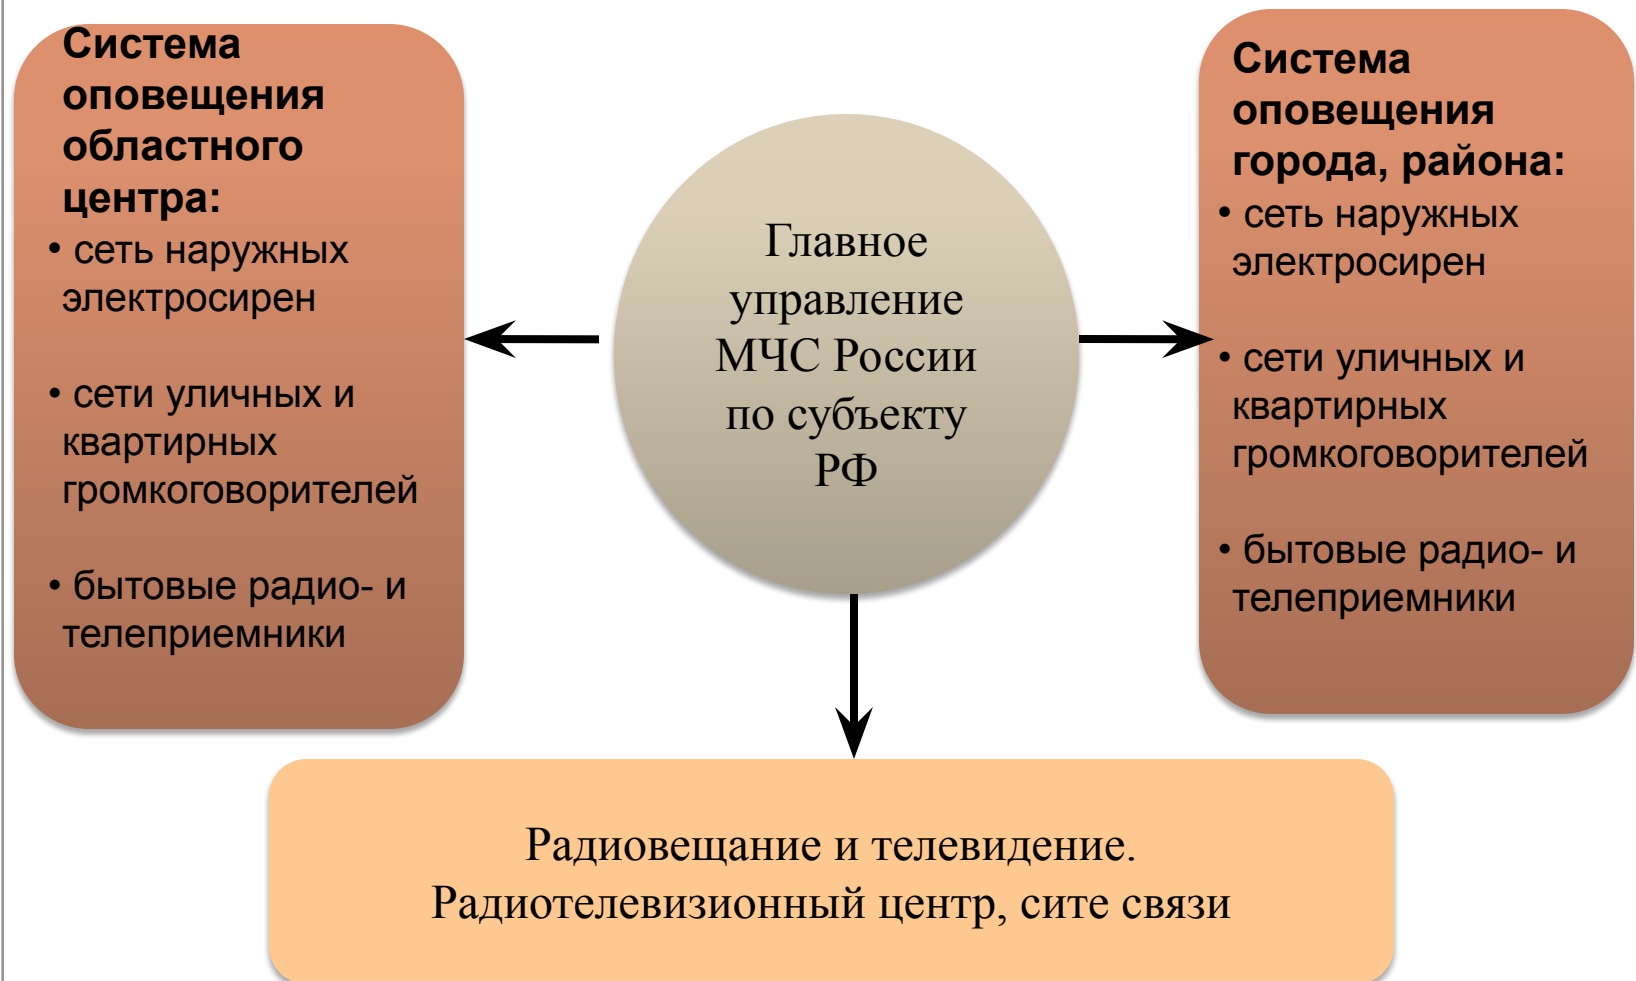 Система
оповещения
областного
центра:
• сеть наружных
электросирен
• сети уличных и
квартирных
громкоговорителей
• бытовые радио- и
телеприемники
Главное
управление
МЧС России
по субъекту
РФ
Система
оповещения
города, района:
• сеть наружных
электросирен
• сети уличных и
квартирных
громкоговорителей
• бытовые радио- и
телеприемники
Радиовещание и телевидение.
Радиотелевизионный центр, сите связи